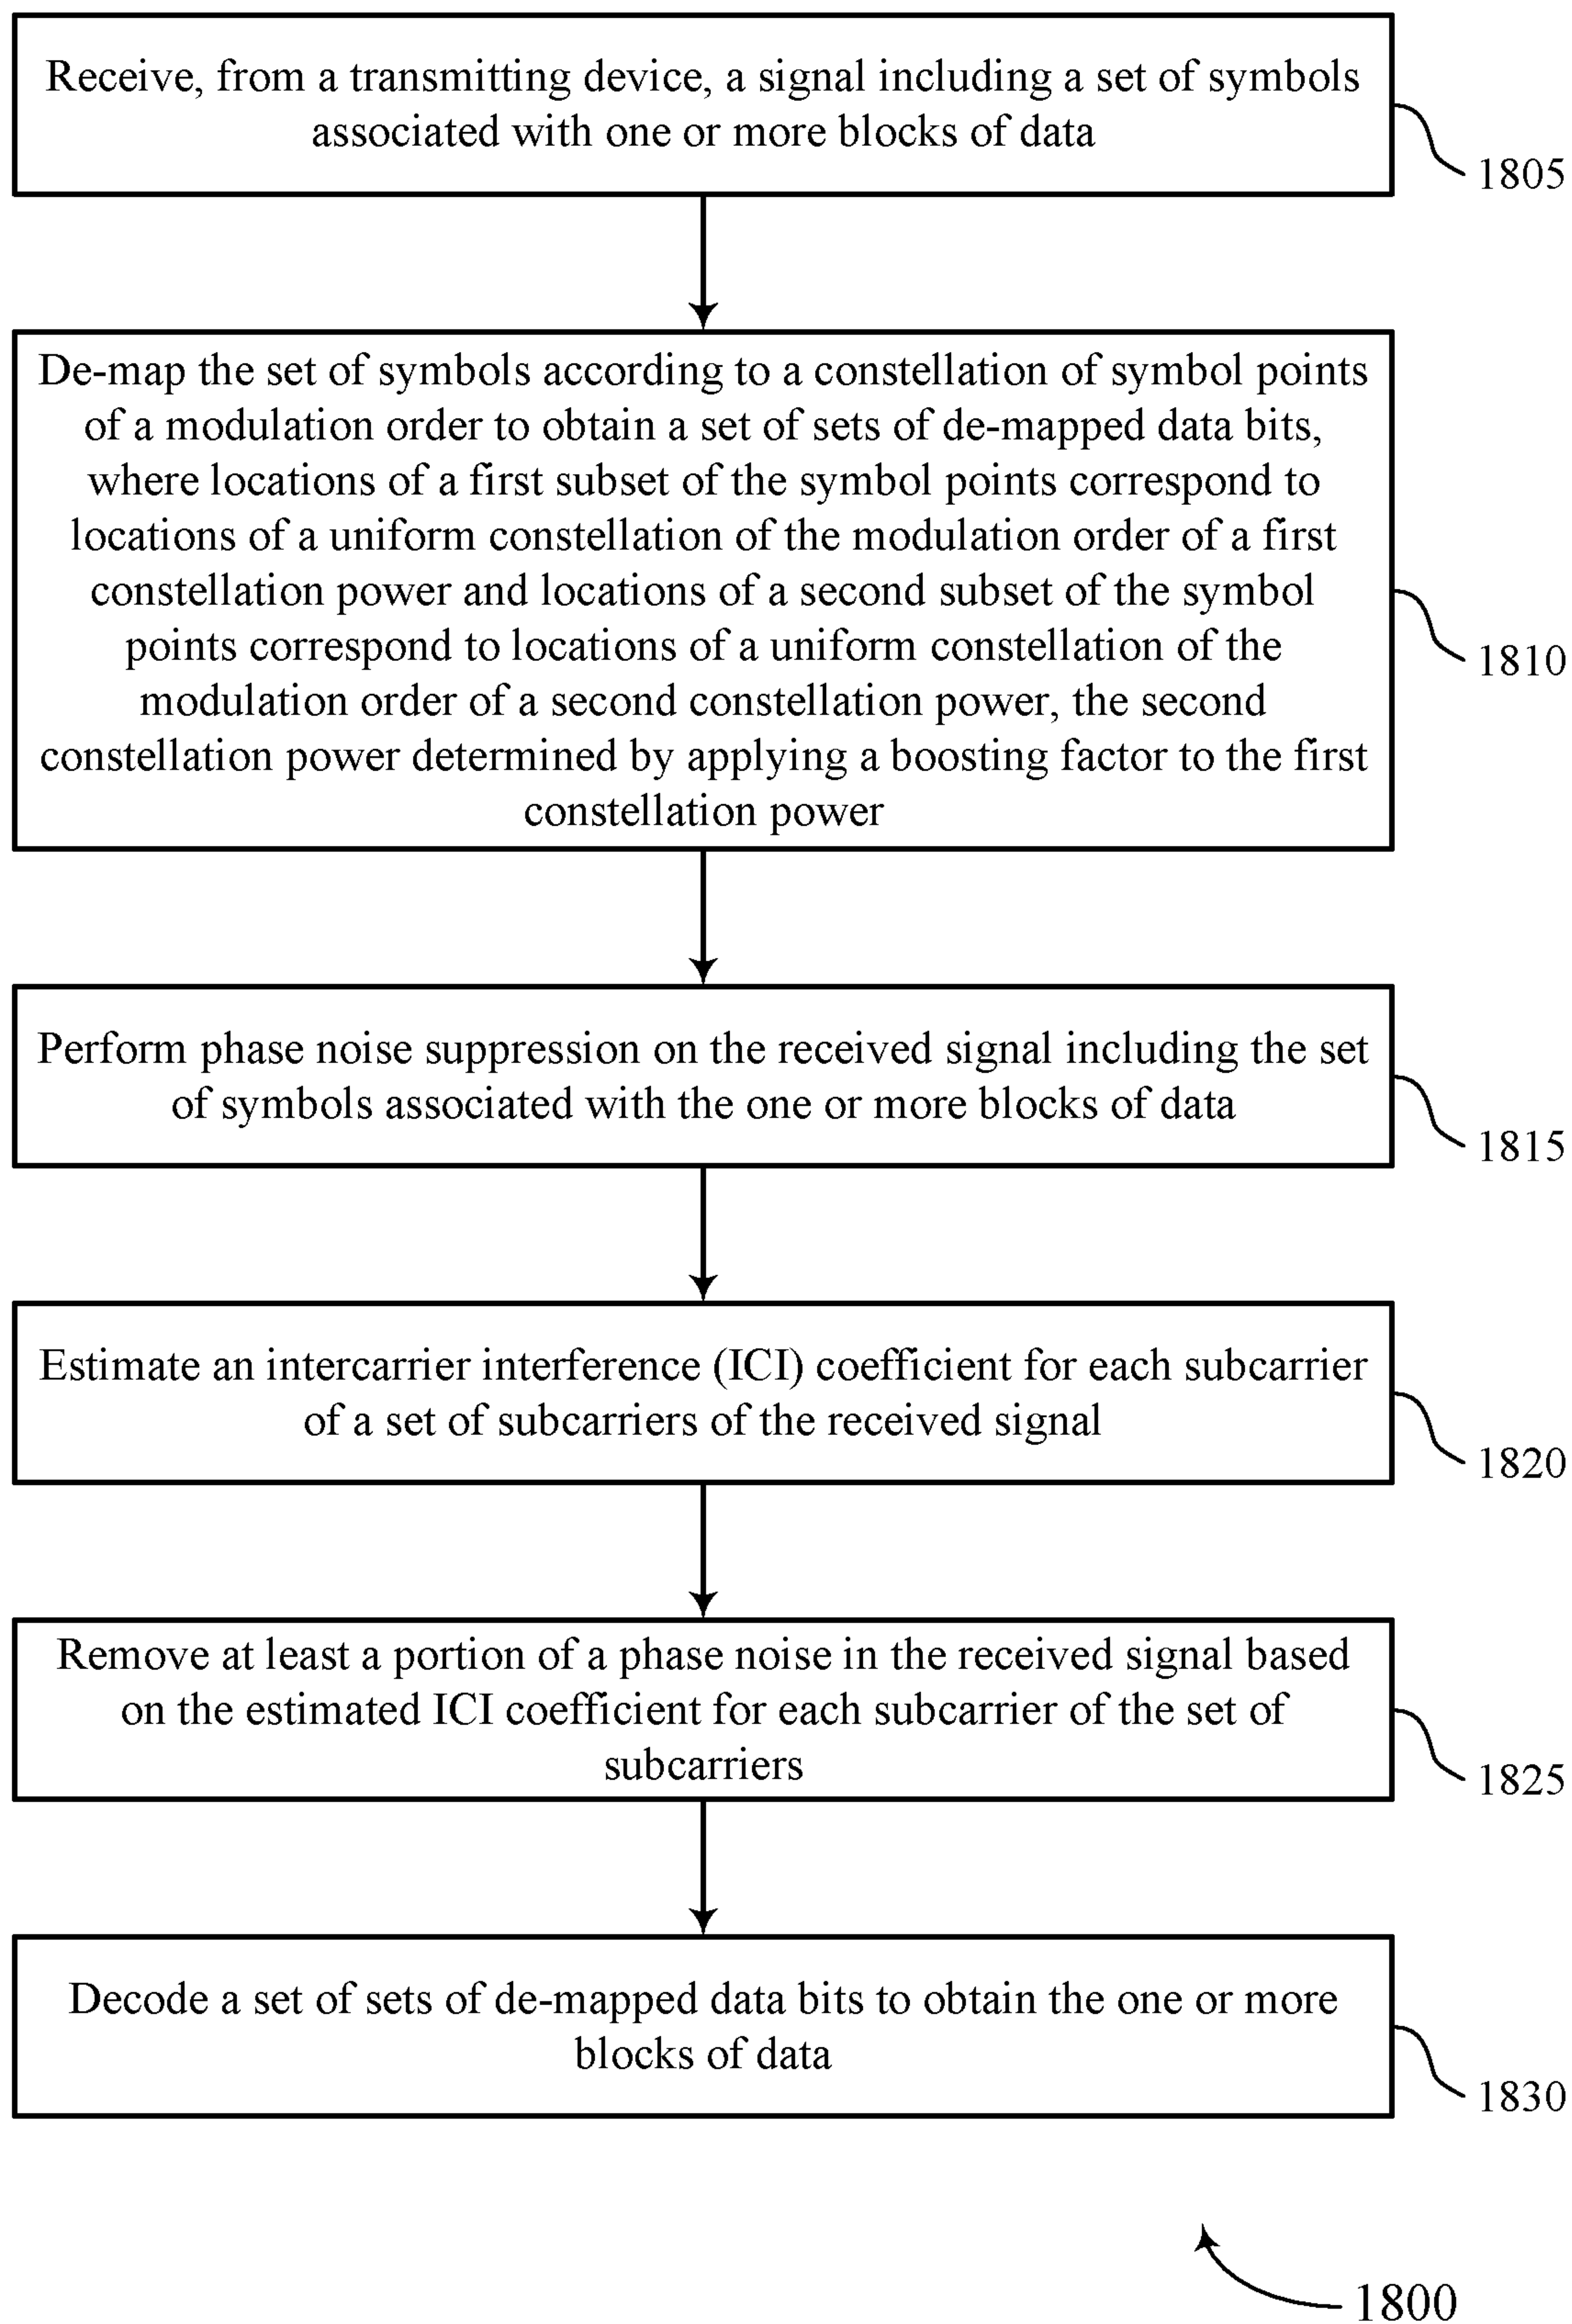 Receive, from a transmitting device, a signal including a set of symbols
associated with one or more blocks of data
1805
De-map the set of symbols according to a constellation of symbol points
of a modulation order to obtain a set of sets of de-mapped data bits,
where locations of a first subset of the symbol points correspond to
locations of a uniform constellation of the modulation order of a first
constellation power and locations of a second subset of the symbol
points correspond to locations of a uniform constellation of the
modulation order of a second constellation power, the second
constellation power determined by applying a boosting factor to the first
constellation power
1810
Perform phase noise suppression on the received signal including the set
of symbols associated with the one or more blocks of data
1815
Estimate an intercarrier interference (ICI) coefficient for each subcarrier
of a set of subcarriers of the received signal
1820
Remove at least a portion of a phase noise in the received signal based
on the estimated ICI coefficient for each subcarrier of the set of
subcarriers
1825
Decode a set of sets of de-mapped data bits to obtain the one or more
blocks of data
1830
1800